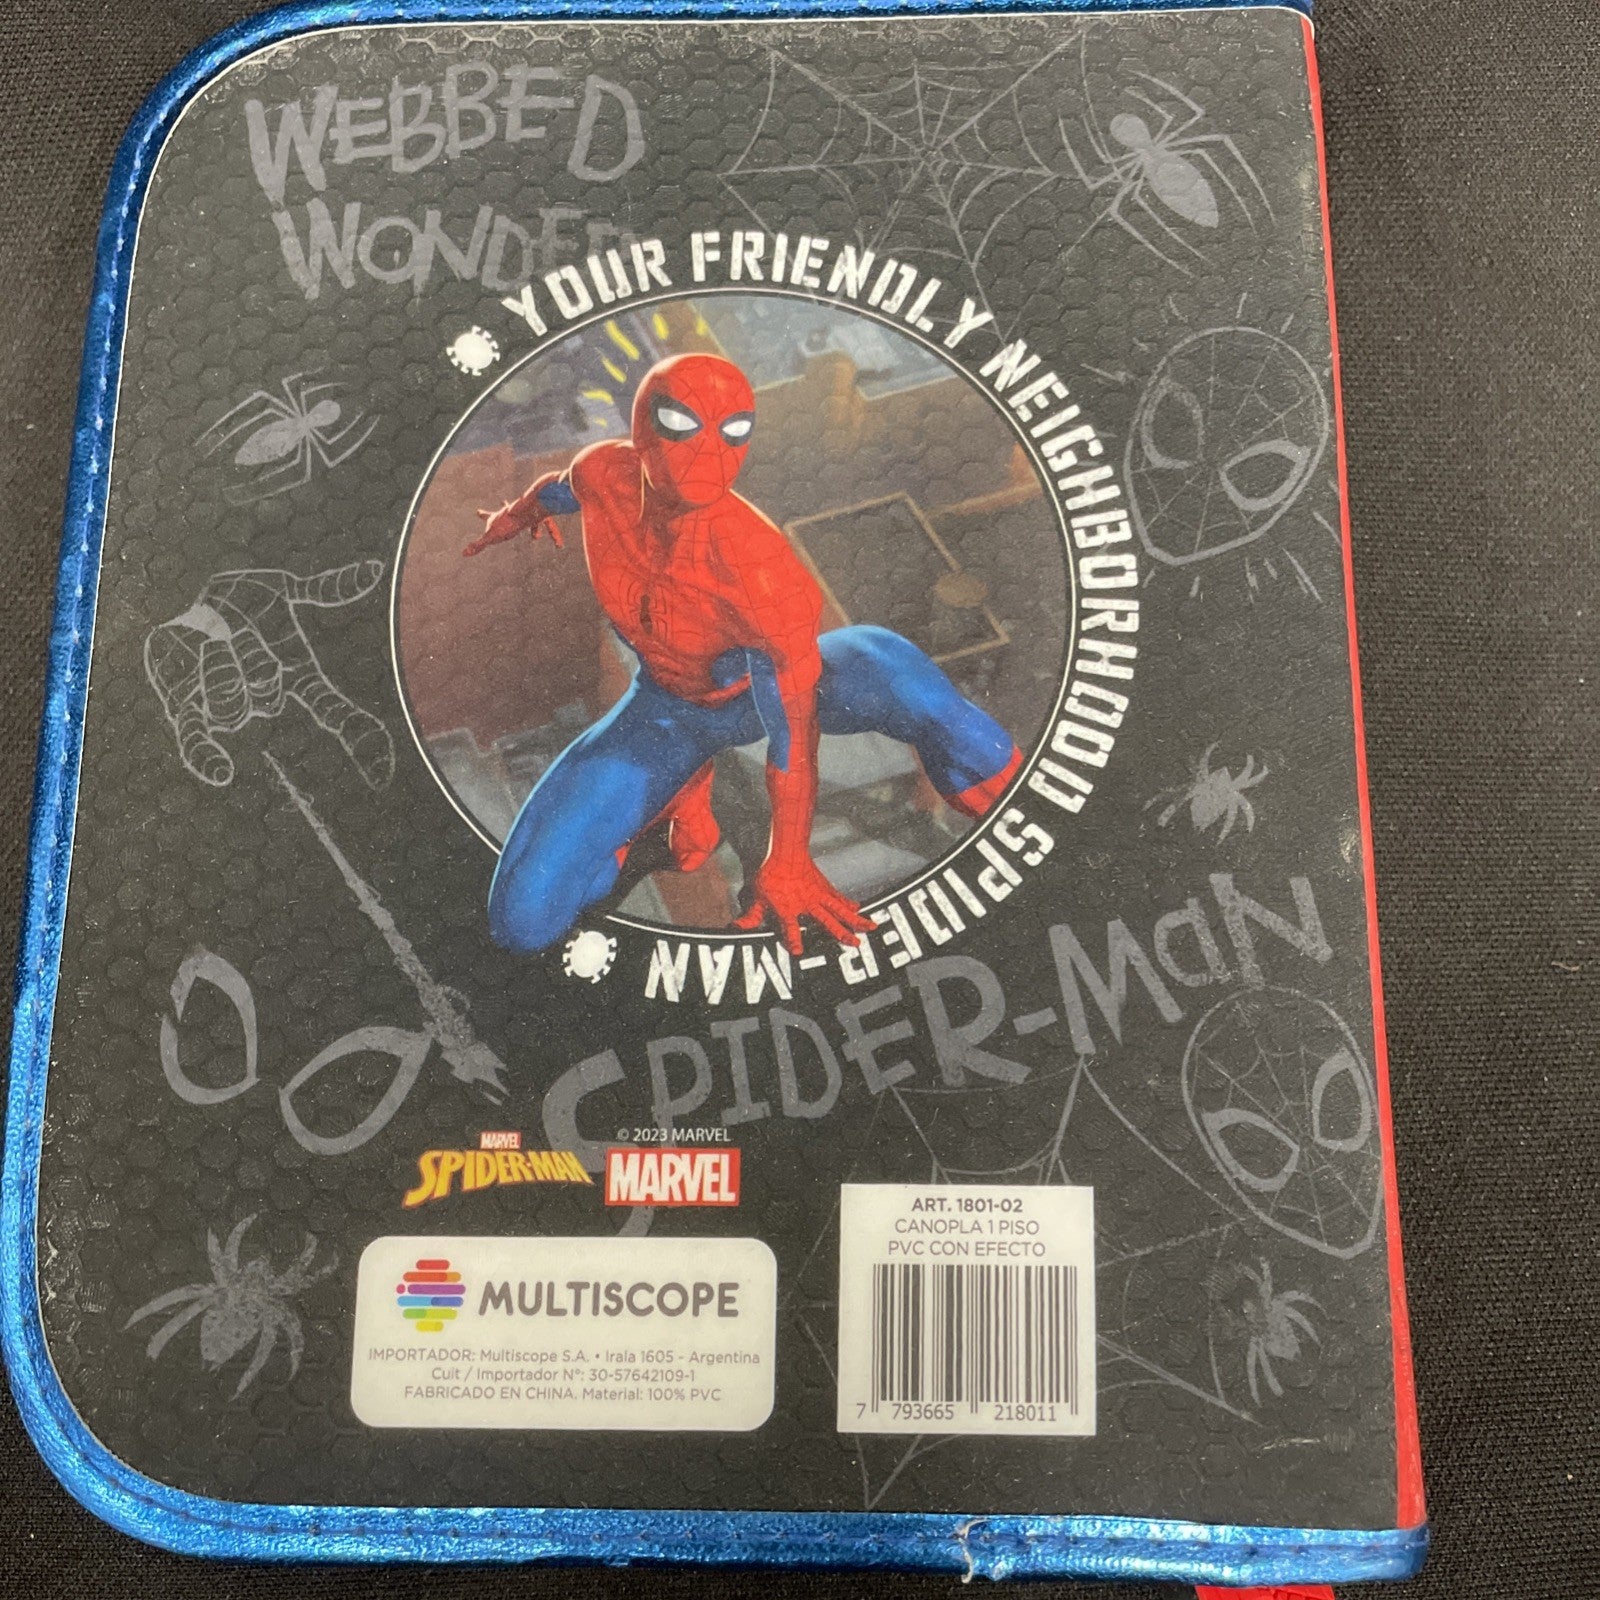 WEBBED
WONDER
YOUR FRIENDLY NEIGHBORHOOD SPIDER-MAN
SPIDER-MaN
© 2023 MARVEL
MARVEL
SPIDER-MAN
MARVEL
MULTISCOPE
IMPORTADOR: Multiscope S.A. • Irala 1605 - Argentina
Cuit / Importador N°: 30-57642109-1
FABRICADO EN CHINA. Material: 100% PVC
ART. 1801-02
CANOPLA 1 PISO
PVC CON EFECTO
7 793665 218011